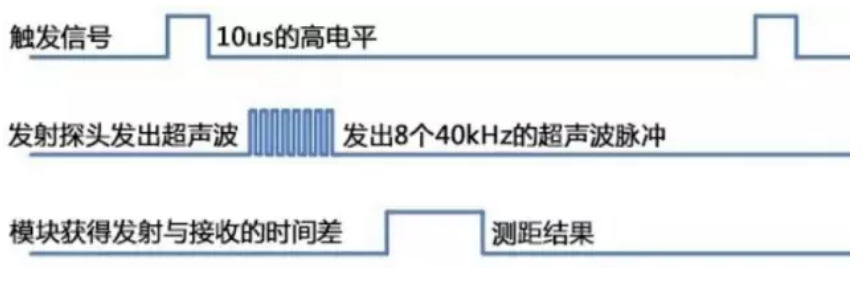 触发信号 10us的高电平
发射探头发出超声波 发出8个40kHz的超声波脉冲
模块获得发射与接收的时间差 测距结果